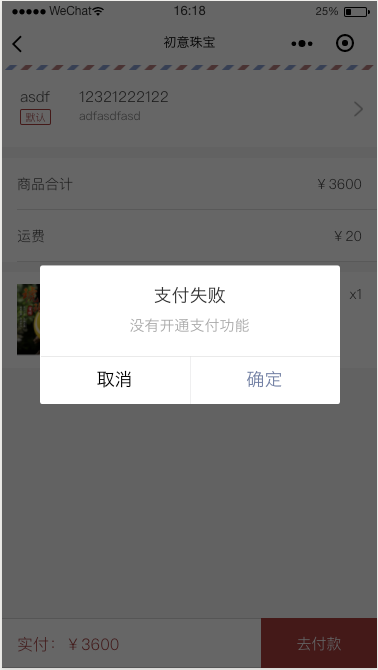 WeChat 16:18 25%
初意珠宝
asdf 12321222122
默认 adfasdfasd
商品合计 ¥3600
运费 ¥20
x1
支付失败
没有开通支付功能
取消 确定
实付: ¥3600 去付款